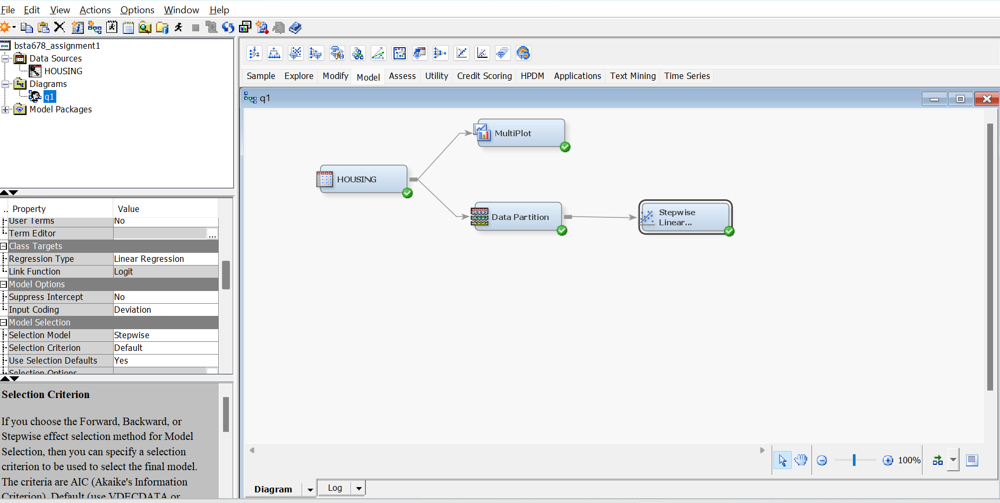 File Edit View Actions Options Window Help
bsta678_assignment1
Data Sources
HOUSING
Diagrams
q1
Model Packages
.. Property Value
User Terms No
Term Editor ...
Class Targets
Regression Type Linear Regression
Link Function Logit
Model Options
Suppress Intercept No
Input Coding Deviation
Model Selection
Selection Model Stepwise
Selection Criterion Default
Use Selection Defaults Yes
Selection Options
Selection Criterion
If you choose the Forward, Backward, or
Stepwise effect selection method for Model
Selection, then you can specify a selection
criterion to be used to select the final model.
The criteria are AIC (Akaike's Information
Criterion), Default (use VDECDATA or
Sample Explore Modify Model Assess Utility Credit Scoring HPDM Applications Text Mining Time Series
q1
MultiPlot
HOUSING
Data Partition
Stepwise
Linear...
100%
Diagram Log